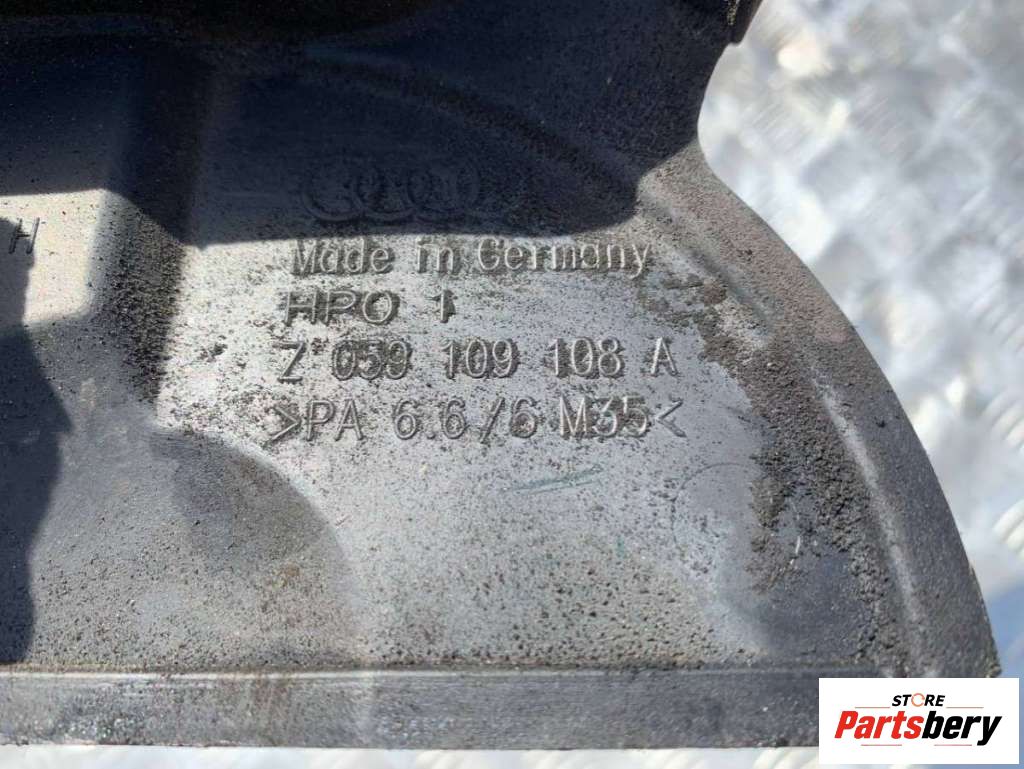 H
Made in Germany
HPO 1
Z 059 109 108 A
>PA 6.6/6 M35<
STORE
Partsbery